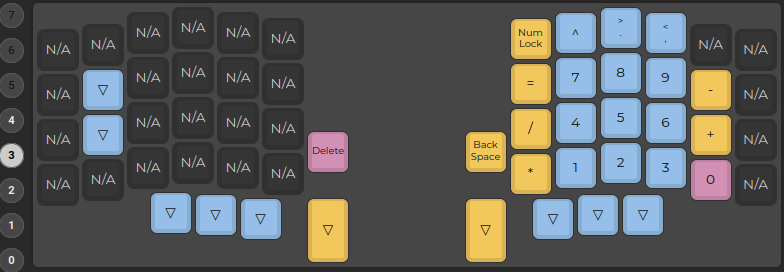 7
6
5
4
3
2
1
0
N/A N/A N/A N/A N/A N/A
N/A ▽ N/A N/A N/A N/A
N/A ▽ N/A N/A N/A N/A
N/A N/A N/A N/A N/A N/A
Delete
▽ ▽ ▽ ▽
Num
Lock
^
>
.
<
,
N/A N/A
= 7 8 9 - N/A
/ 4 5 6 + N/A
Back
Space
* 1 2 3 0 N/A
▽ ▽ ▽ ▽